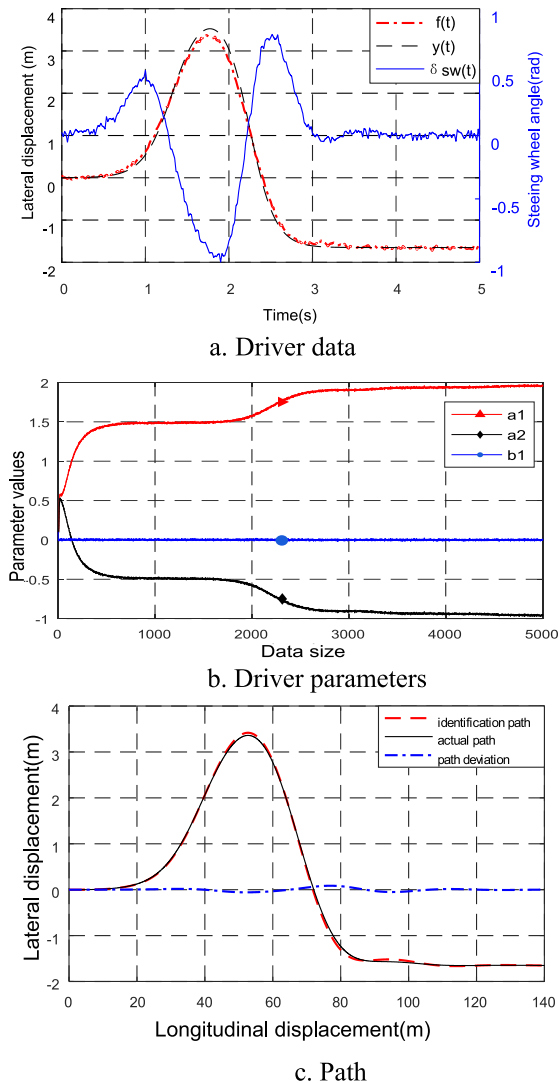 4
3
2
1
0
-1
-2
Lateral displacement (m)
f(t)
y(t)
δ sw(t)
1
0.5
0
-0.5
-1
Steeing wheel angle(rad)
0 1 2 3 4 5
Time(s)
a. Driver data
2
1.5
1
0.5
0
-0.5
-1
Parameter values
a1
a2
b1
0 1000 2000 3000 4000 5000
Data size
b. Driver parameters
4
3
2
1
0
-1
-2
Lateral displacement(m)
identification path
actual path
path deviation
0 20 40 60 80 100 120 140
Longitudinal displacement(m)
c. Path